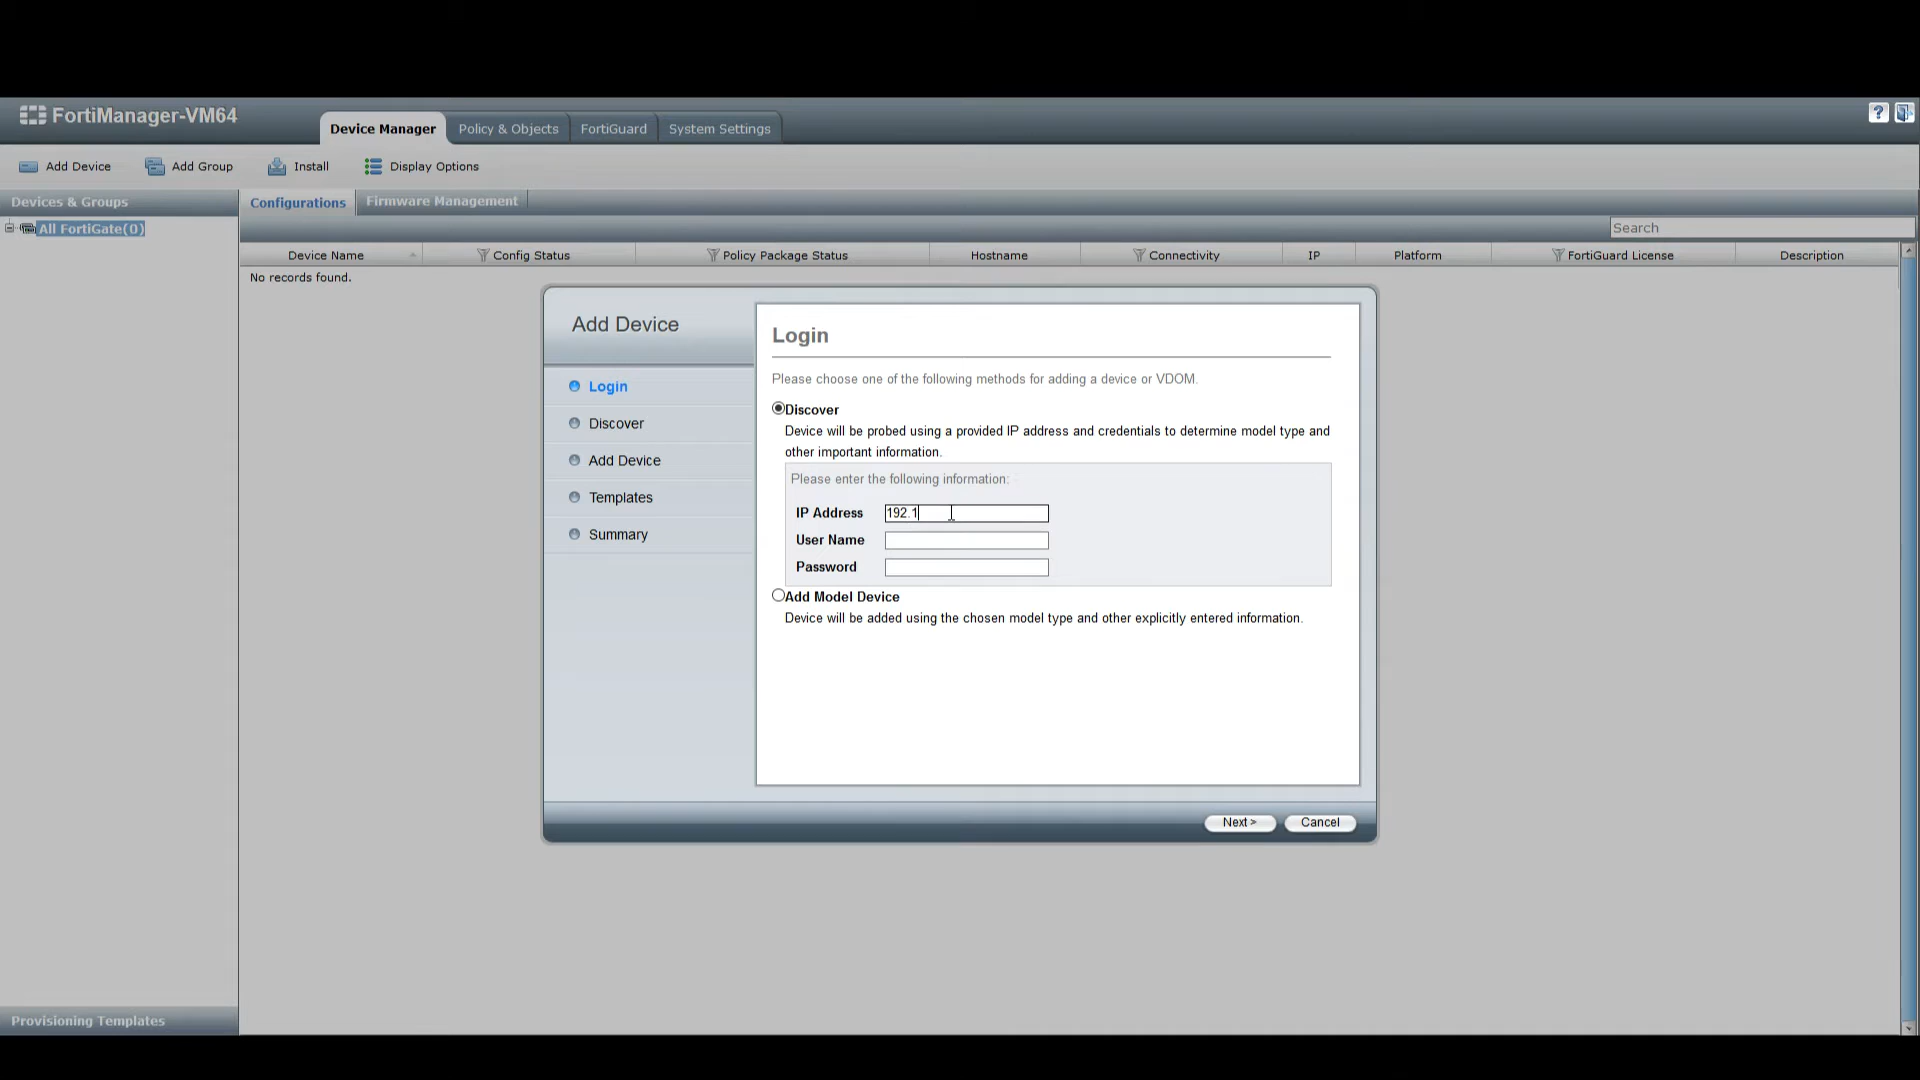 FortiManager-VM64
Device Manager
Policy & Objects
FortiGuard
System Settings
?
Add Device
Add Group
Install
Display Options
Devices & Groups
Configurations
Firmware Management
All FortiGate(0)
Search
Device Name
Config Status
Policy Package Status
Hostname
Connectivity
IP
Platform
FortiGuard License
Description
No records found.
Add Device
Login
Discover
Add Device
Templates
Summary
Login
Please choose one of the following methods for adding a device or VDOM.
Discover
Device will be probed using a provided IP address and credentials to determine model type and
other important information.
Please enter the following information:
IP Address 192.1
User Name
Password
Add Model Device
Device will be added using the chosen model type and other explicitly entered information.
Next >
Cancel
Provisioning Templates